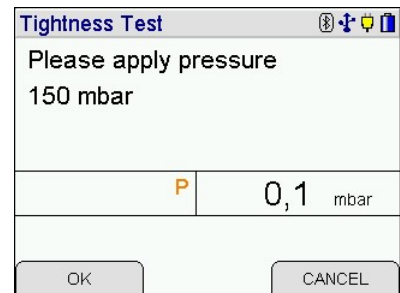 Tightness Test
Please apply pressure
150 mbar
P 0,1 mbar
OK CANCEL